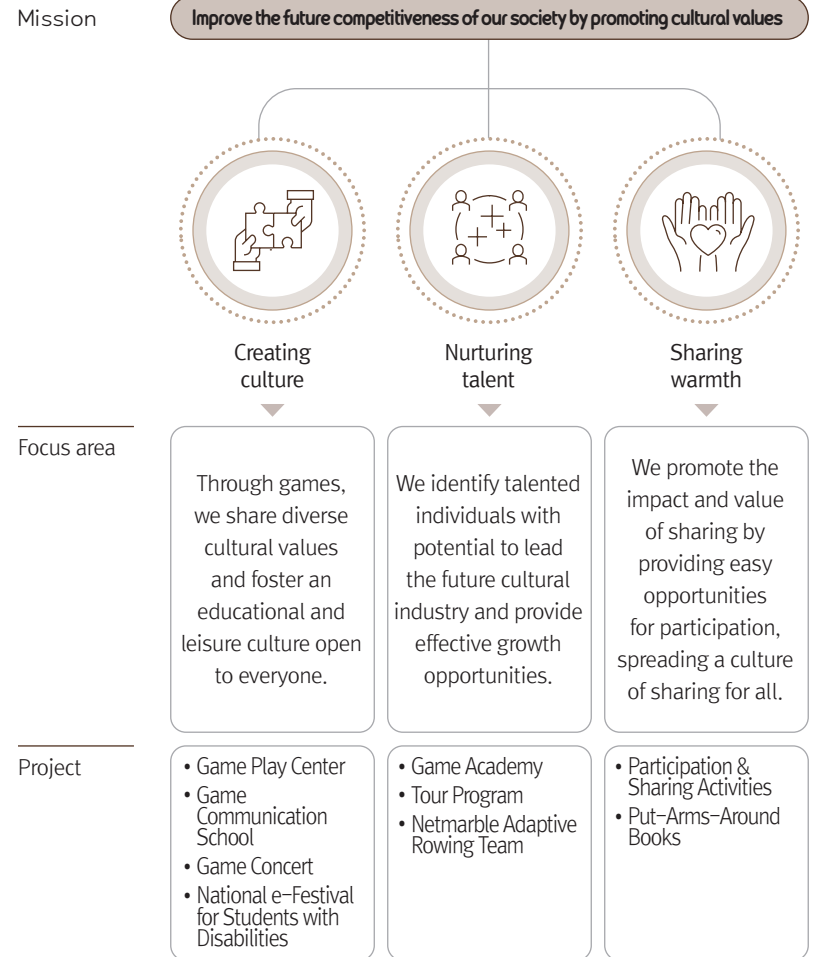 Mission
Improve the future competitiveness of our society by promoting cultural values
Creating
culture
Nurturing
talent
Sharing
warmth
Focus area
Through games,
we share diverse
cultural values
and foster an
educational and
leisure culture open
to everyone.
We identify talented
individuals with
potential to lead
the future cultural
industry and provide
effective growth
opportunities.
We promote the
impact and value
of sharing by
providing easy
opportunities
for participation,
spreading a culture
of sharing for all.
Project
• Game Play Center
• Game
Communication
School
• Game Concert
• National e-Festival
for Students with
Disabilities
• Game Academy
• Tour Program
• Netmarble Adaptive
Rowing Team
• Participation &
Sharing Activities
• Put-Arms-Around
Books